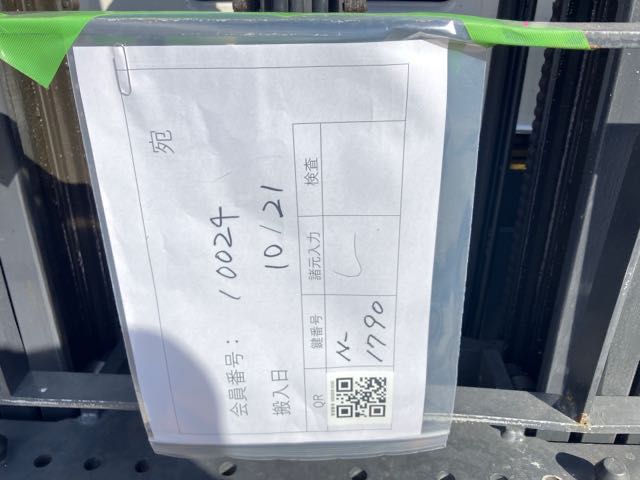 宛
会員番号: 10024
搬入日 10/21
QR 鍵番号 諸元入力 検査
N-
1790